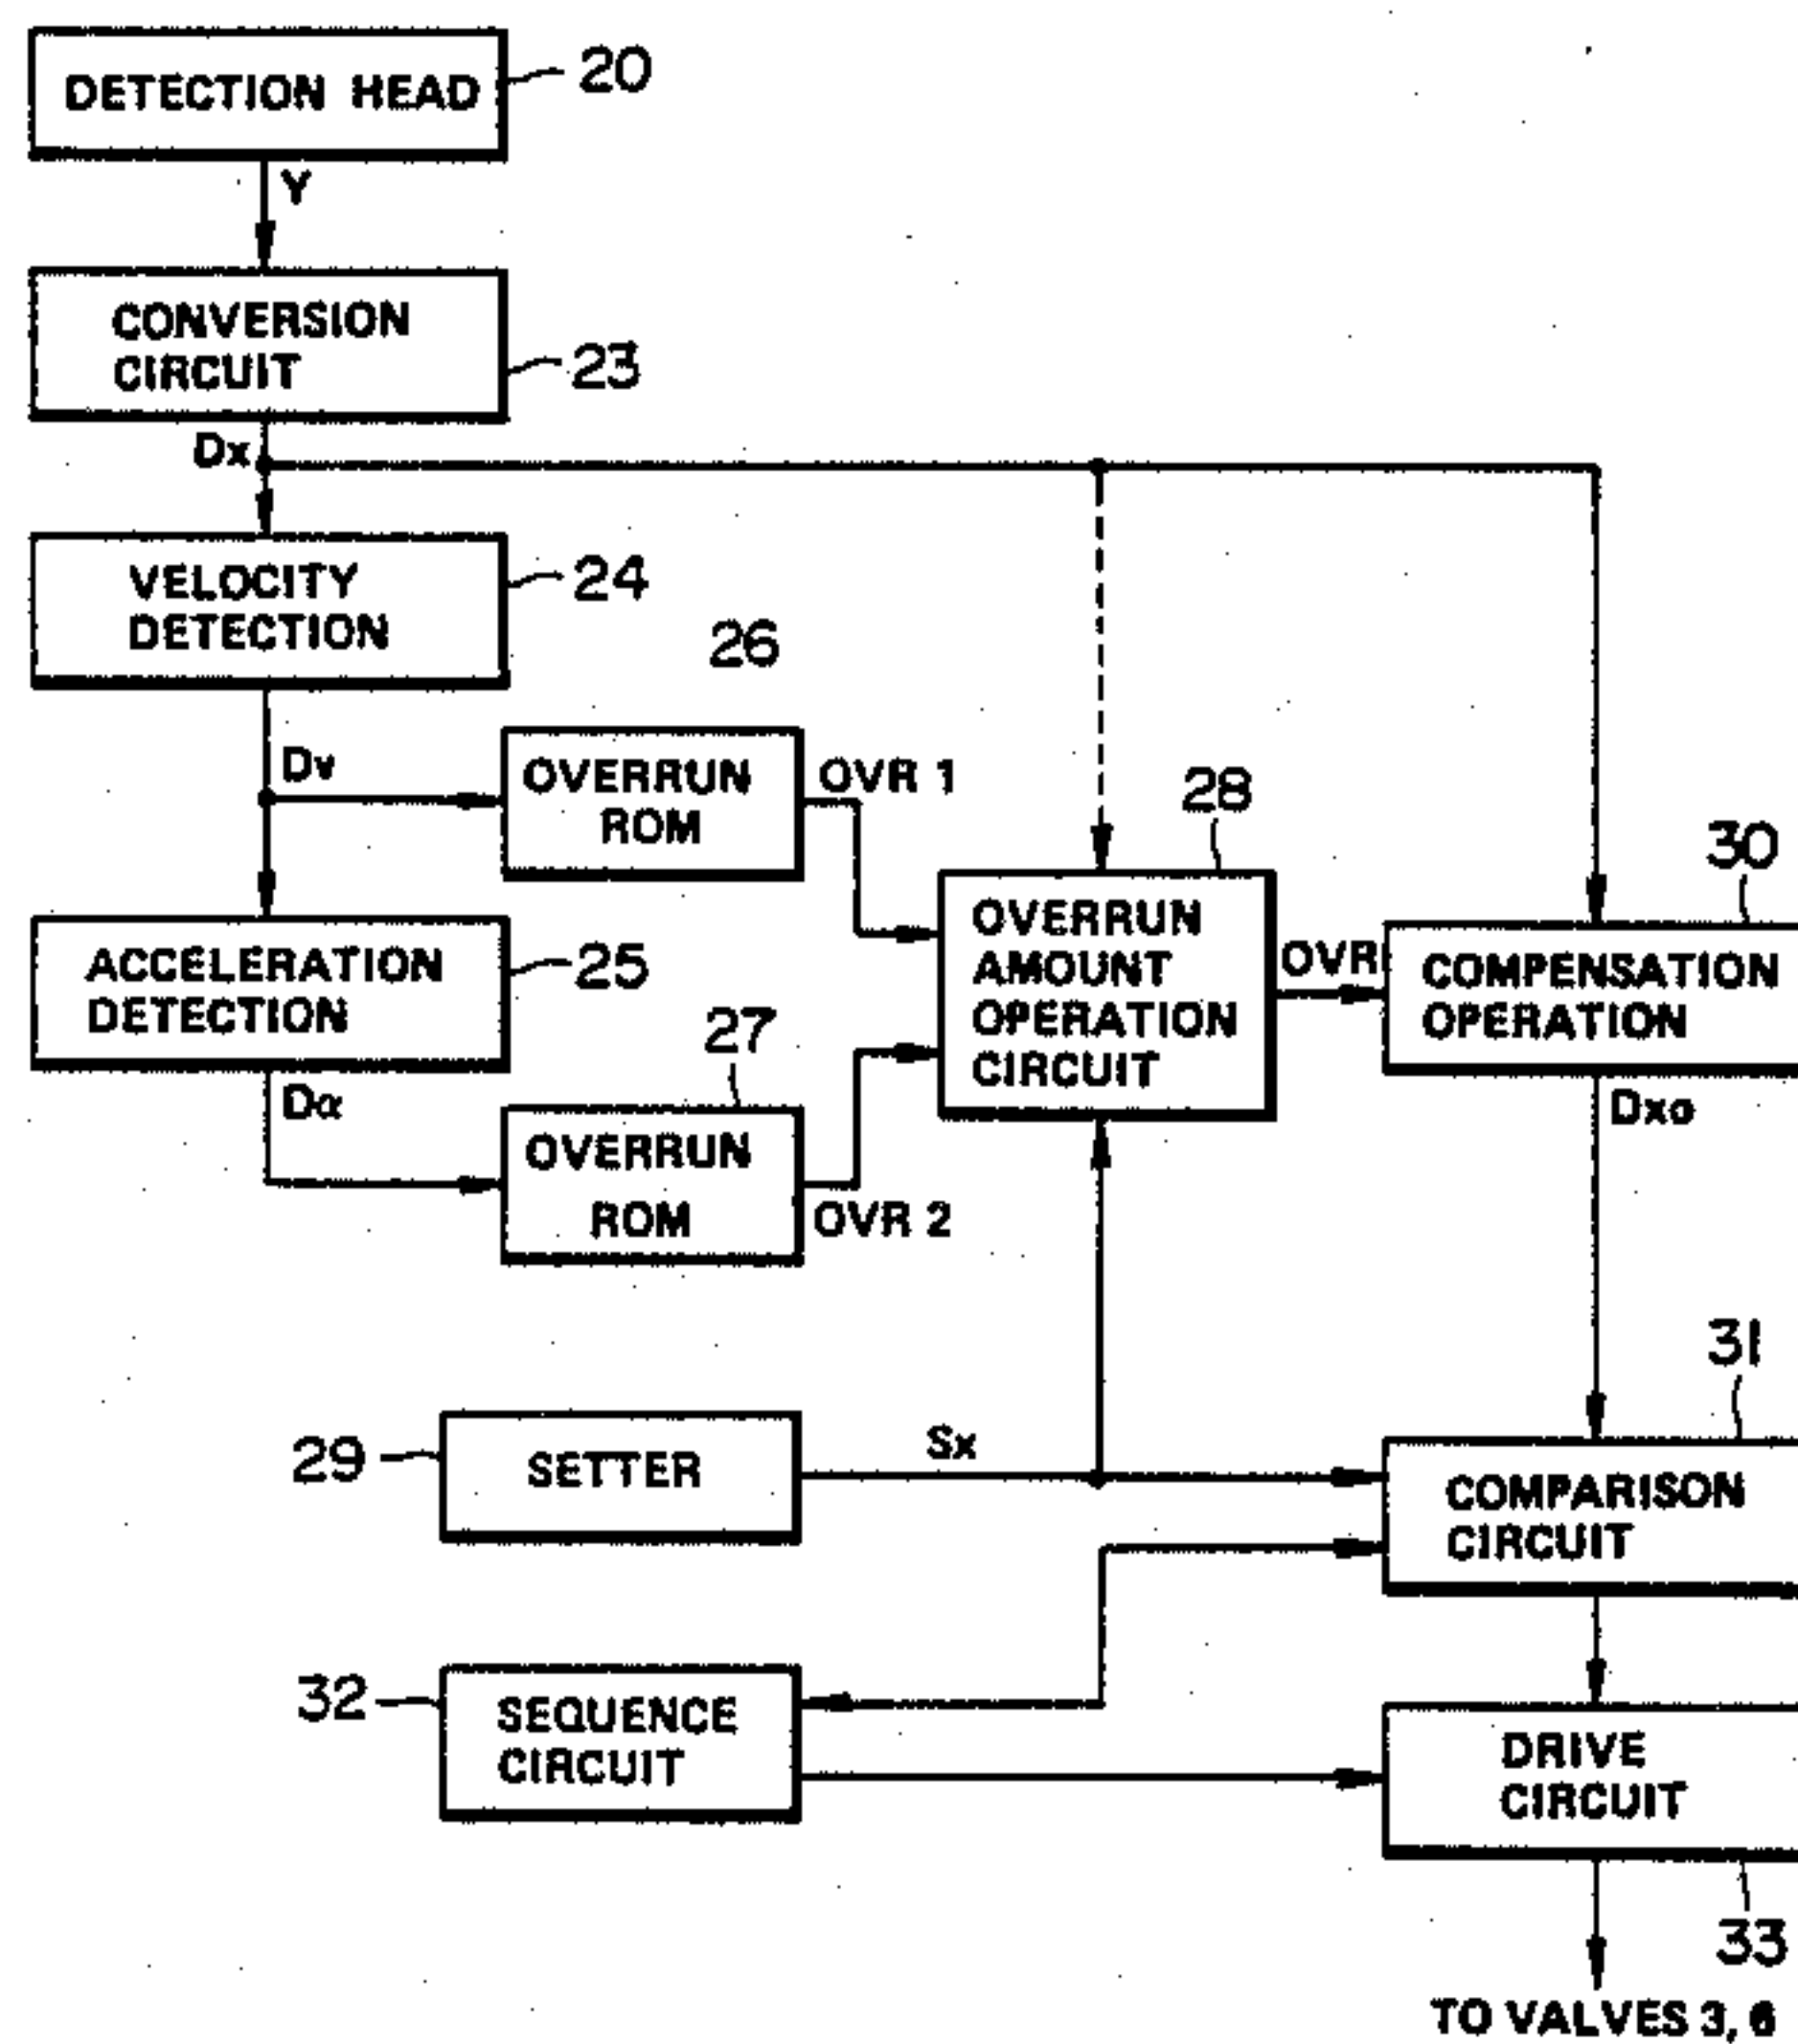 DETECTION HEAD
20
Y
CONVERSION
CIRCUIT
23
Dx
VELOCITY
DETECTION
24
26
Dv
OVERRUN
ROM
OVR 1
28
30
ACCELERATION
DETECTION
25
OVERRUN
AMOUNT
OPERATION
CIRCUIT
OVR
COMPENSATION
OPERATION
27
Dα
OVERRUN
ROM
OVR 2
Dxo
31
29
SETTER
Sx
COMPARISON
CIRCUIT
32
SEQUENCE
CIRCUIT
DRIVE
CIRCUIT
33
TO VALVES 3, 6